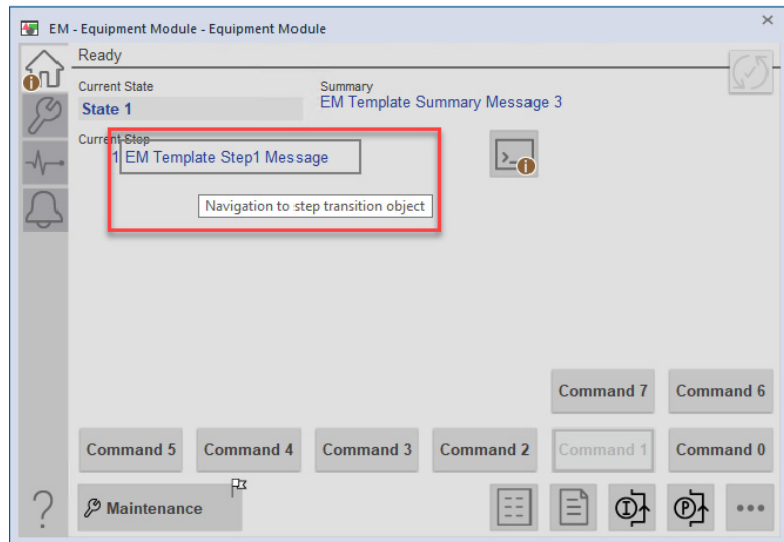 EM - Equipment Module - Equipment Module
Ready
Current State
Summary
State 1
EM Template Summary Message 3
Current Step
1 EM Template Step1 Message
Navigation to step transition object
Command 7
Command 6
Command 5
Command 4
Command 3
Command 2
Command 1
Command 0
Maintenance